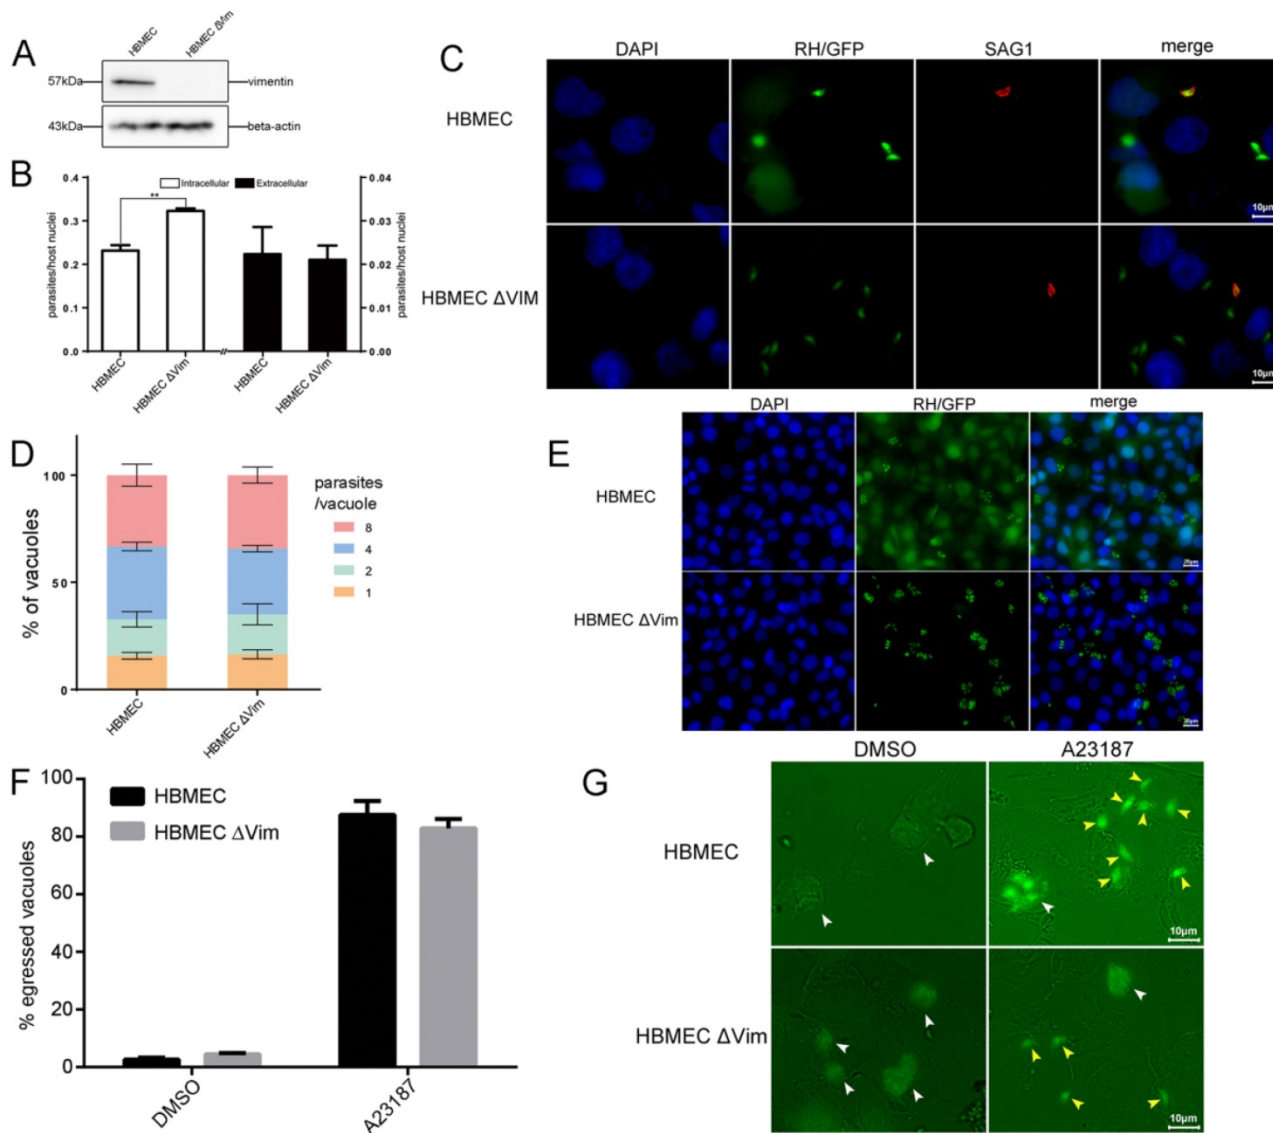 A
HBMEC
HBMEC ΔVim
57kDa
vimentin
43kDa
beta-actin
B
Intracellular
Extracellular
**
0.4
0.3
0.2
0.1
0.0
parasites/host nuclei
0.04
0.03
0.02
0.01
0.00
parasites/host nuclei
HBMEC
HBMEC ΔVim
HBMEC
HBMEC ΔVim
C
DAPI
RH/GFP
SAG1
merge
HBMEC
10μm
HBMEC ΔVIM
10μm
D
100
50
0
% of vacuoles
HBMEC
HBMEC ΔVim
parasites
/vacuole
8
4
2
1
E
DAPI
RH/GFP
merge
HBMEC
20μm
HBMEC ΔVim
20μm
F
100
80
60
40
20
0
% egressed vacuoles
HBMEC
HBMEC ΔVim
DMSO
A23187
G
DMSO
A23187
HBMEC
10μm
HBMEC ΔVim
10μm